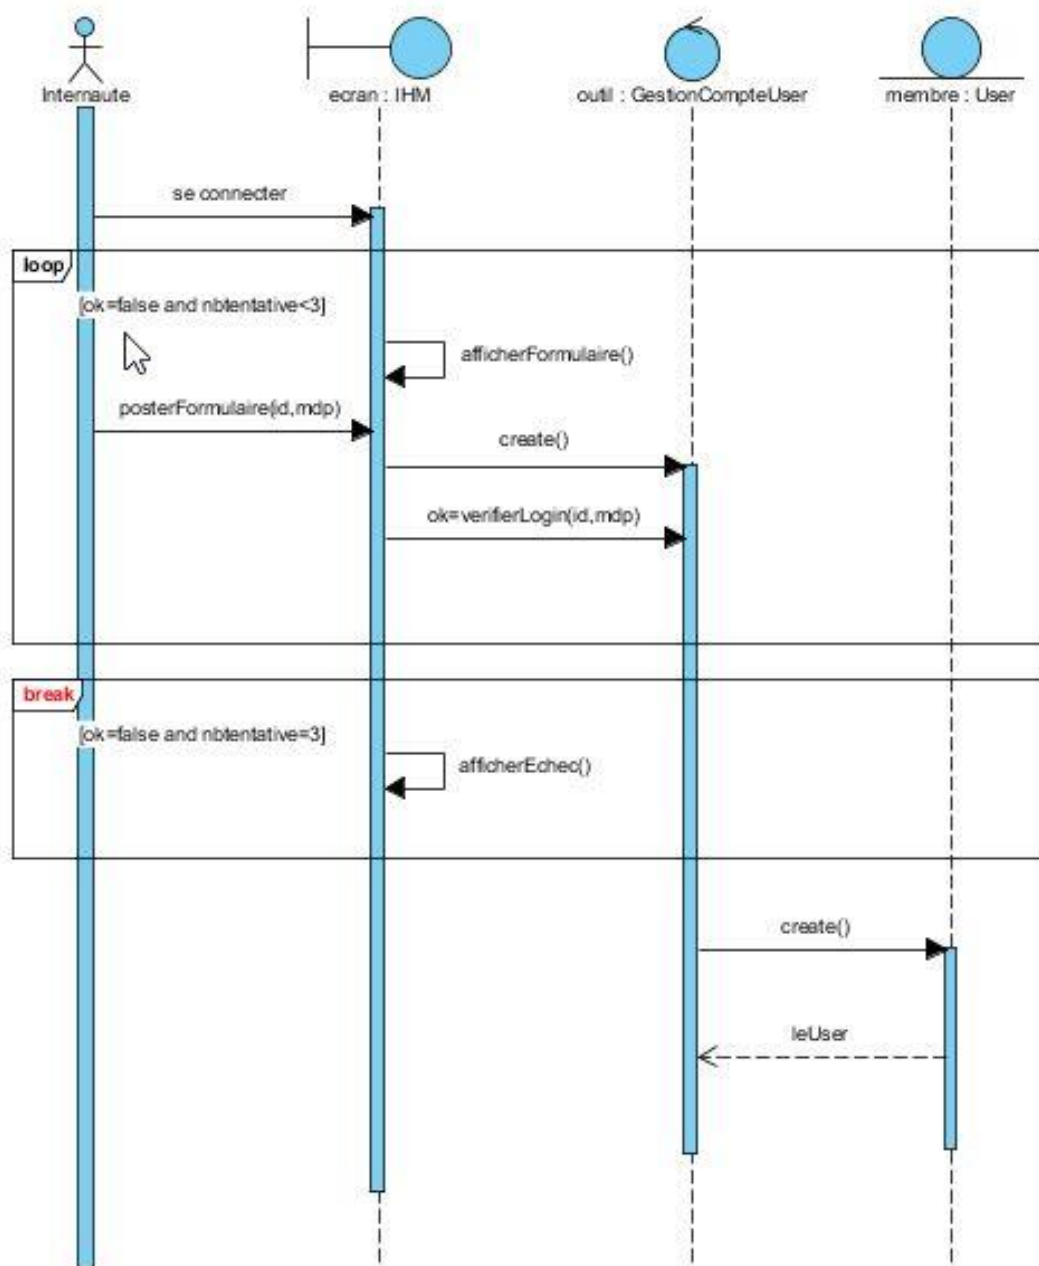 Internaute
ecran : IHM
outil : GestionCompteUser
membre : User
se connecter
loop
[ok=false and nbtentative<3]
afficherFormulaire()
posterFormulaire(id,mdp)
create()
ok=verifierLogin(id,mdp)
break
[ok=false and nbtentative=3]
afficherEchec()
create()
leUser